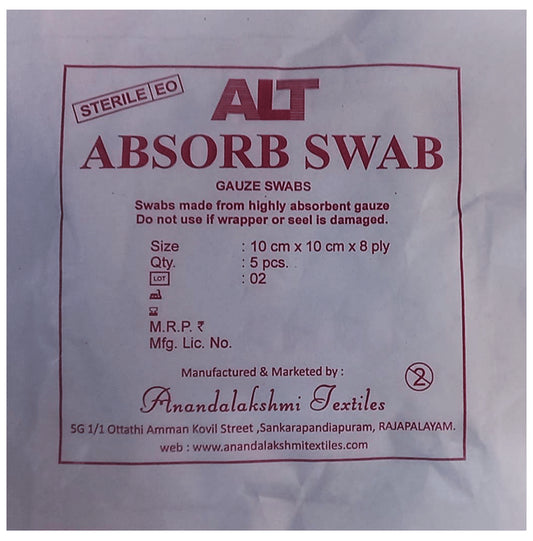 STERILE EO
ALT
ABSORB SWAB
GAUZE SWABS
Swabs made from highly absorbent gauze
Do not use if wrapper or seel is damaged.
Size : 10 cm x 10 cm x 8 ply
Qty. : 5 pcs.
LOT : 02
M.R.P. ₹
Mfg. Lic. No.
Manufactured & Marketed by :
2
Anandalakshmi Textiles
5G 1/1 Ottathi Amman Kovil Street ,Sankarapandiapuram, RAJAPALAYAM.
web : www.anandalakshmitextiles.com